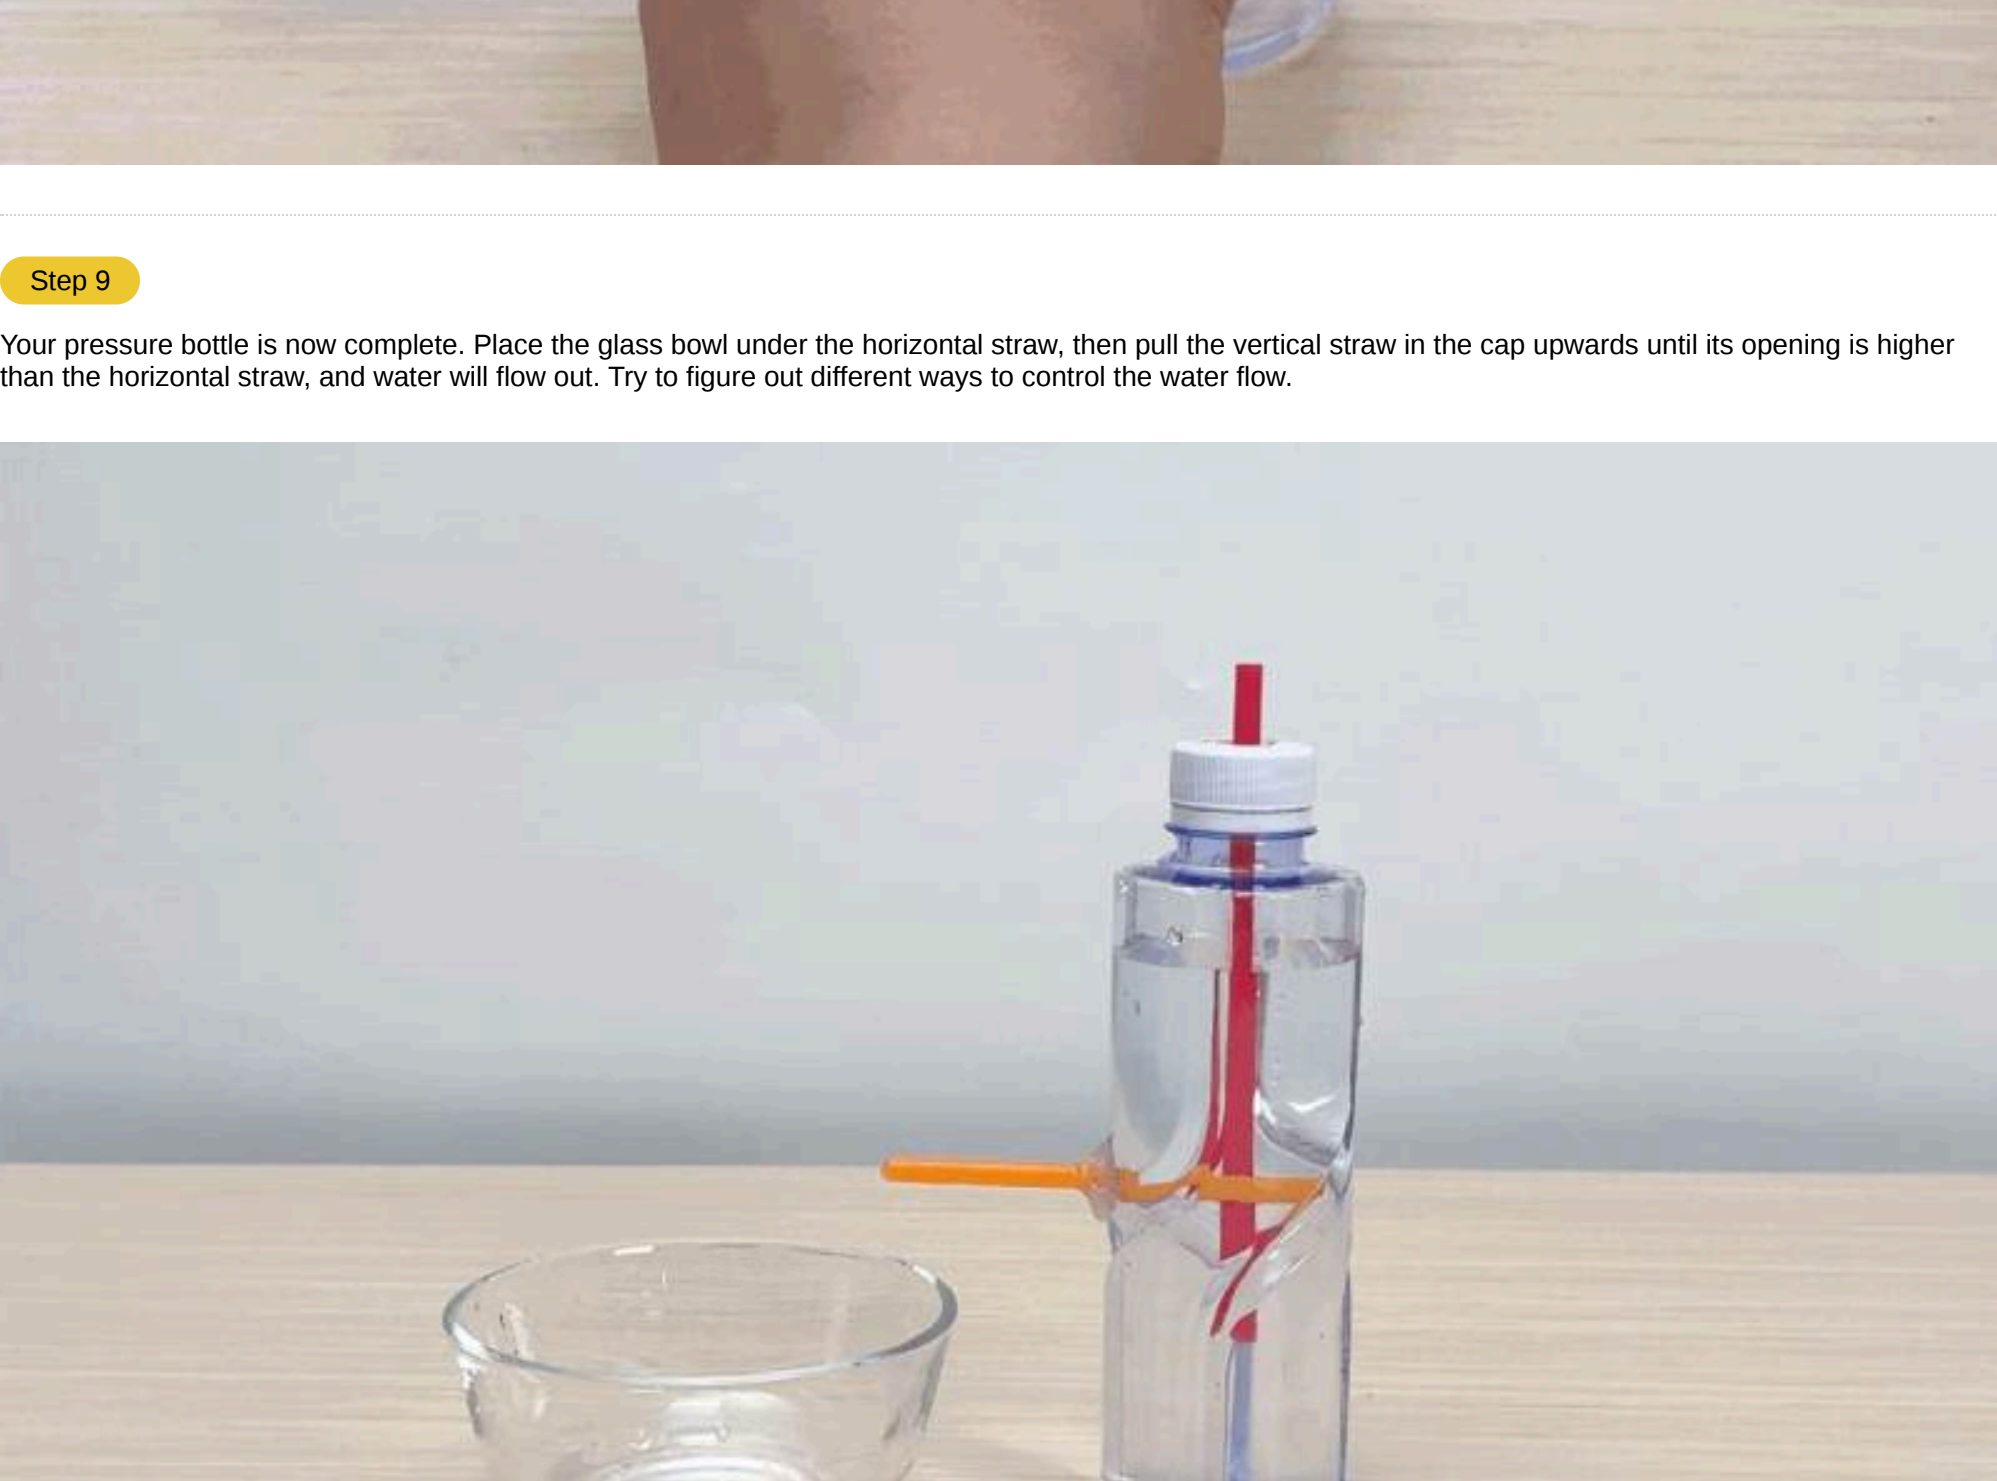 Step 9
Your pressure bottle is now complete. Place the glass bowl under the horizontal straw, then pull the vertical straw in the cap upwards until its opening is higher
than the horizontal straw, and water will flow out. Try to figure out different ways to control the water flow.